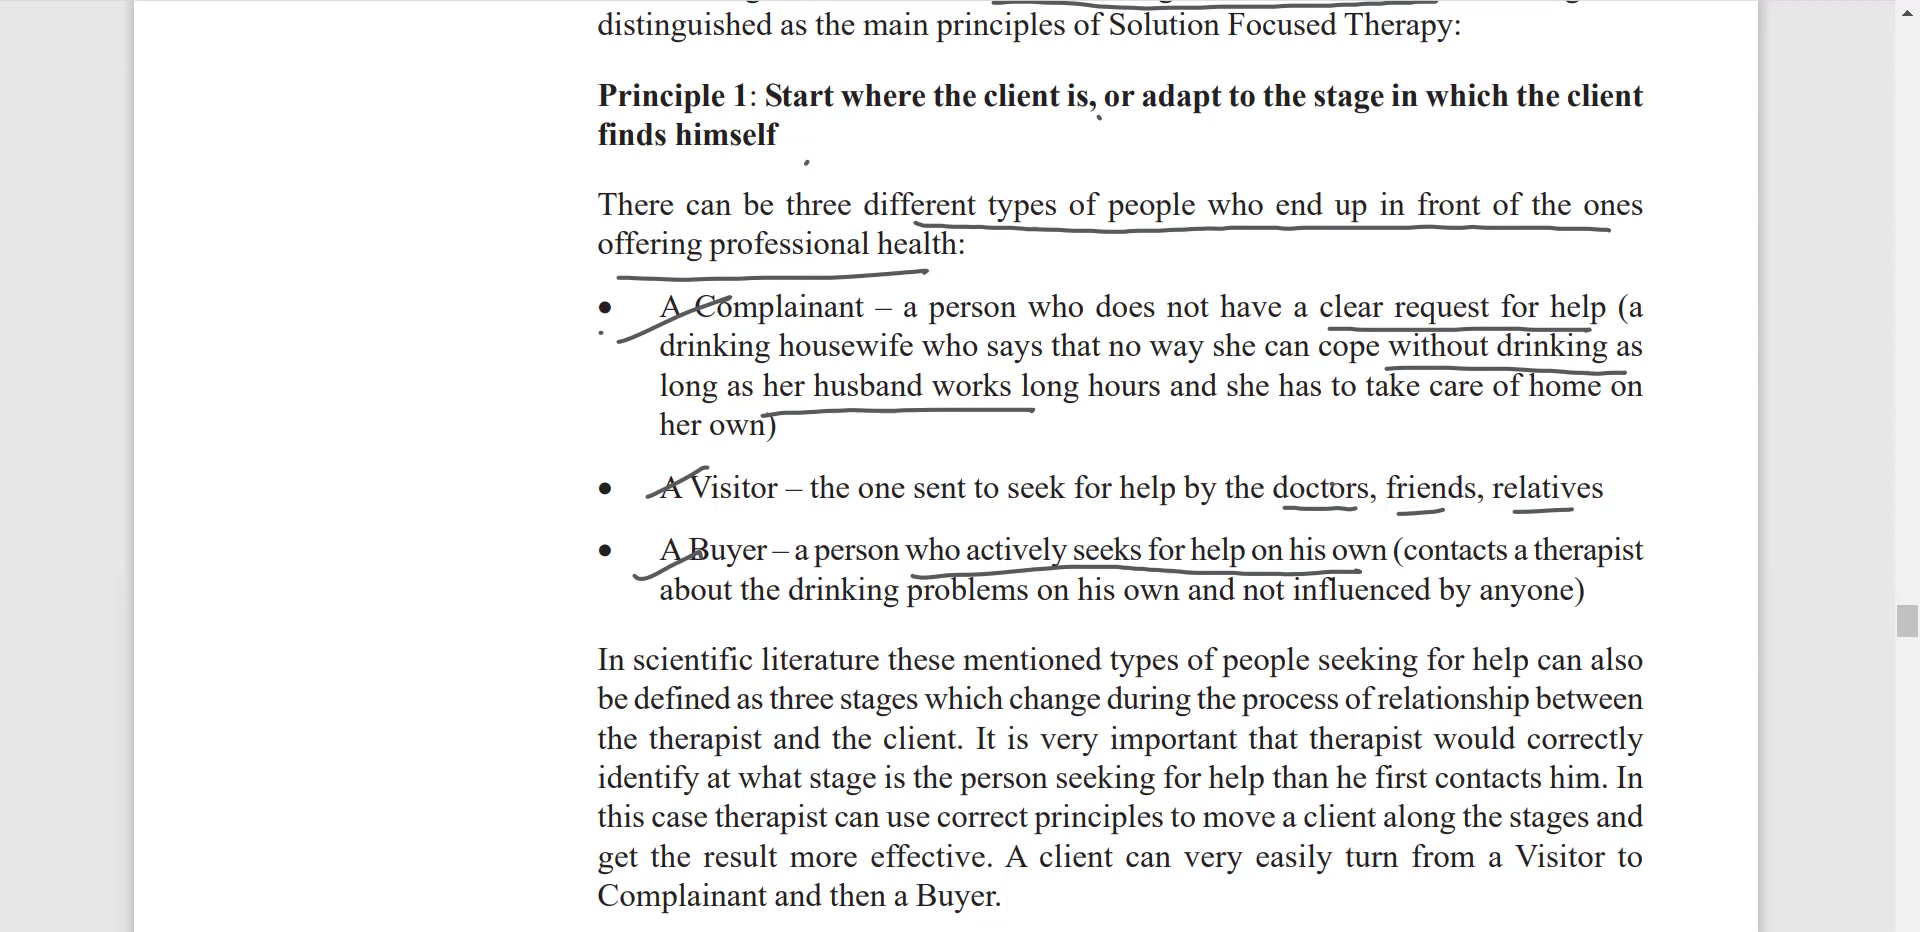 distinguished as the main principles of Solution Focused Therapy:
Principle 1: Start where the client is, or adapt to the stage in which the client
finds himself
There can be three different types of people who end up in front of the ones
offering professional health:
• A Complainant – a person who does not have a clear request for help (a
drinking housewife who says that no way she can cope without drinking as
long as her husband works long hours and she has to take care of home on
her own)
• A Visitor – the one sent to seek for help by the doctors, friends, relatives
• A Buyer – a person who actively seeks for help on his own (contacts a therapist
about the drinking problems on his own and not influenced by anyone)
In scientific literature these mentioned types of people seeking for help can also
be defined as three stages which change during the process of relationship between
the therapist and the client. It is very important that therapist would correctly
identify at what stage is the person seeking for help than he first contacts him. In
this case therapist can use correct principles to move a client along the stages and
get the result more effective. A client can very easily turn from a Visitor to
Complainant and then a Buyer.